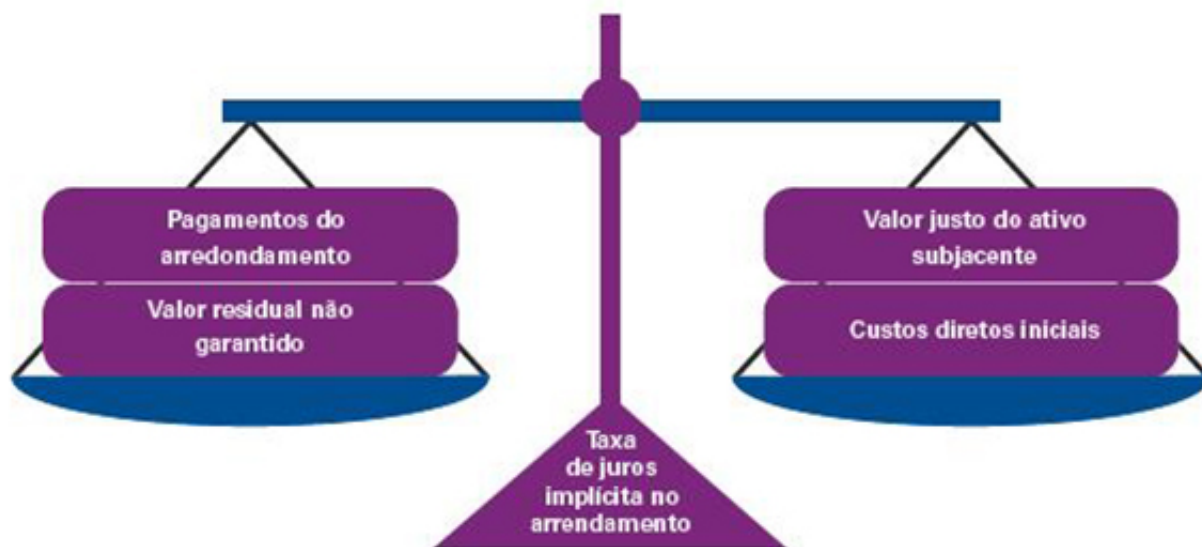 Pagamentos do
arredondamento
Valor residual não
garantido
Valor justo do ativo
subjacente
Custos diretos iniciais
Taxa
de juros
implícita no
arrendamento